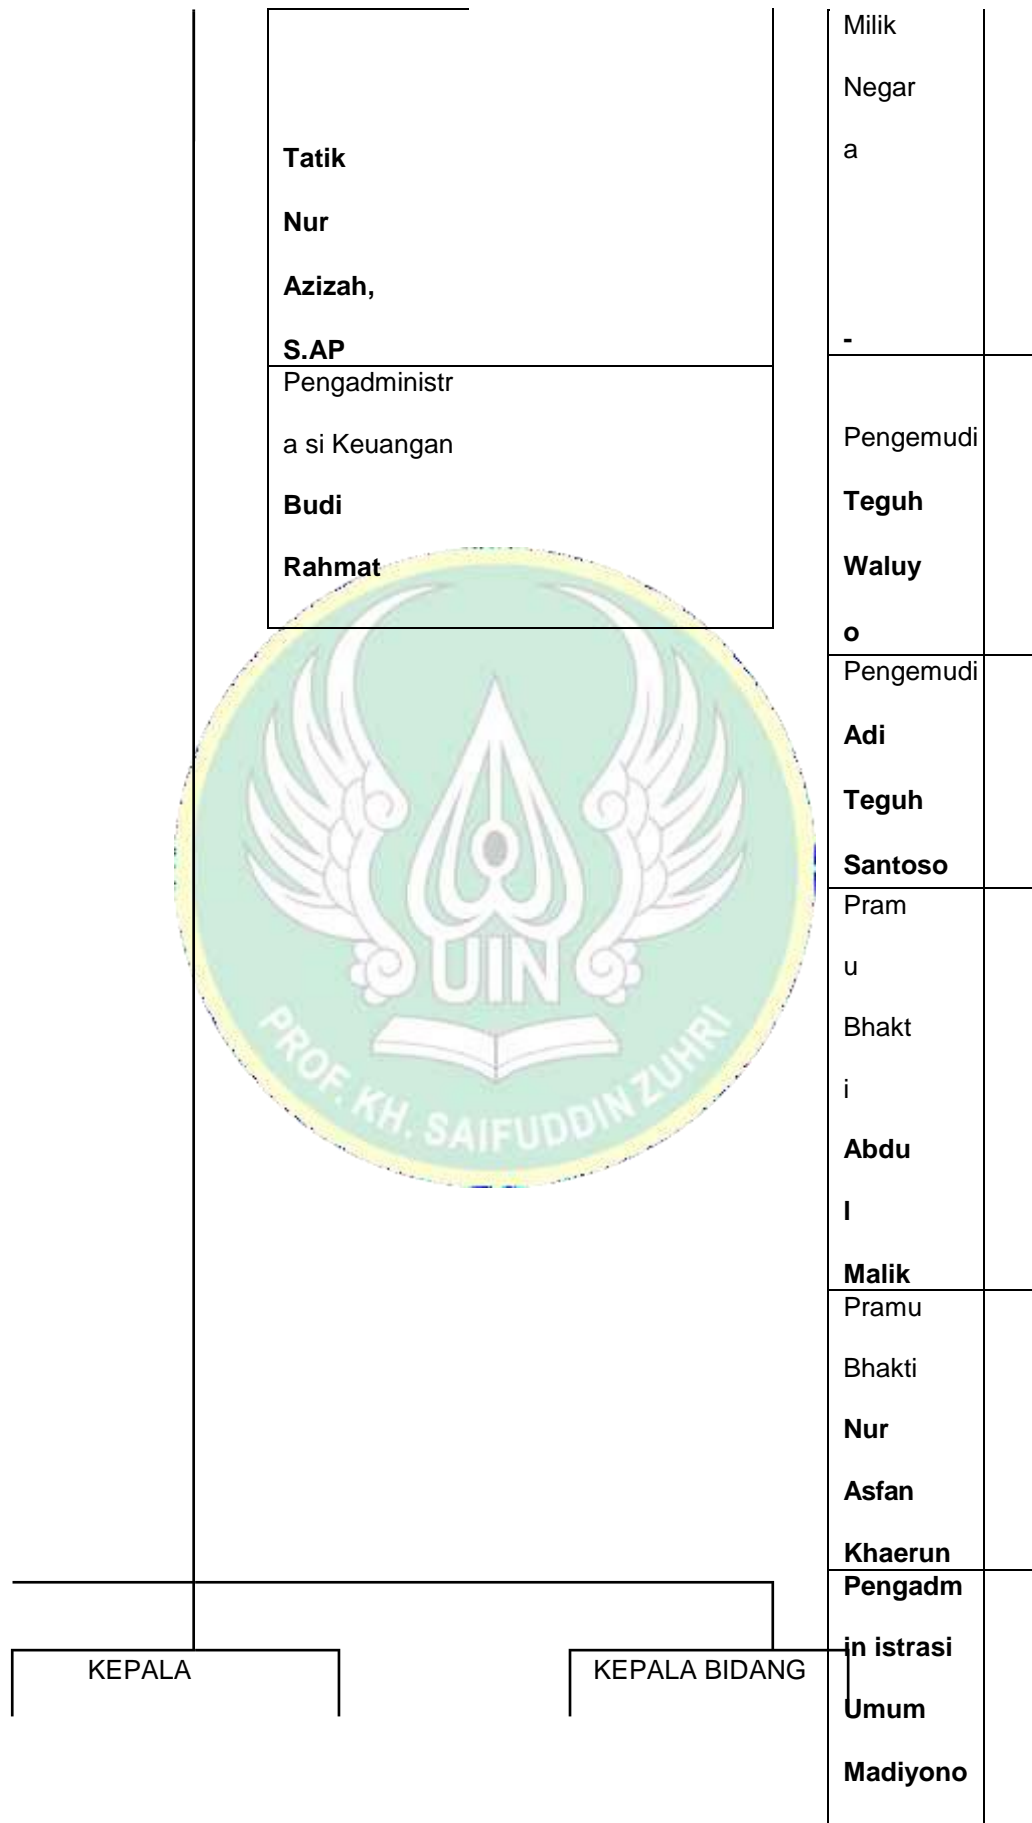 Tatik
Nur
Azizah,
S.AP
Pengadministr
a si Keuangan
Budi
Rahmat
Milik
Negar
a
-
Pengemudi
Teguh
Waluy
o
Pengemudi
Adi
Teguh
Santoso
Pram
u
Bhakt
i
Abdu
l
Malik
Pramu
Bhakti
Nur
Asfan
Khaerun
Pengadm
in istrasi
Umum
Madiyono
UIN
PROF. KH. SAIFUDDIN ZUHRI
KEPALA
KEPALA BIDANG